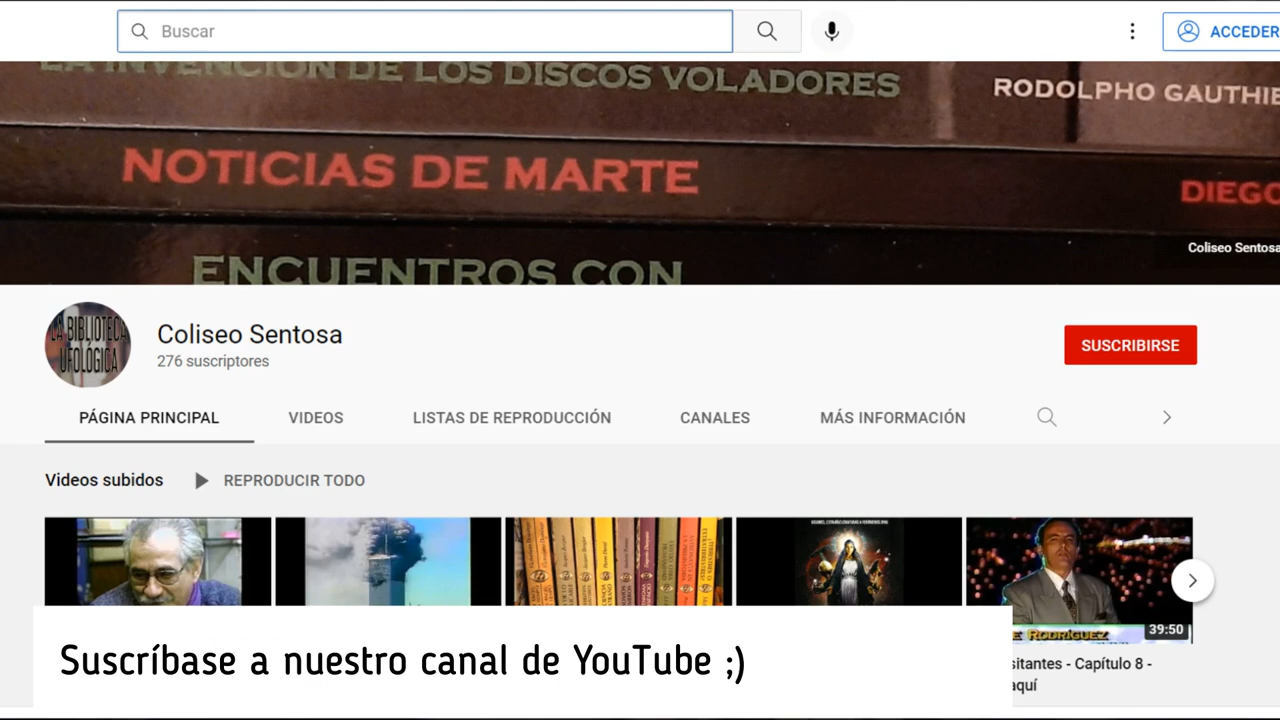 Buscar
ACCEDER
LA INVENCIÓN DE LOS DISCOS VOLADORES
RODOLPHO GAUTHIE
NOTICIAS DE MARTE
DIEGO
ENCUENTROS CON
Coliseo Sentosa
LA BIBLIOTECA
UFOLÓGICA
Coliseo Sentosa
276 suscriptores
SUSCRIBIRSE
PÁGINA PRINCIPAL
VIDEOS
LISTAS DE REPRODUCCIÓN
CANALES
MÁS INFORMACIÓN
Videos subidos
REPRODUCIR TODO
E RODRÍGUEZ
39:50
sitantes - Capítulo 8 -
aquí
Suscríbase a nuestro canal de YouTube ;)